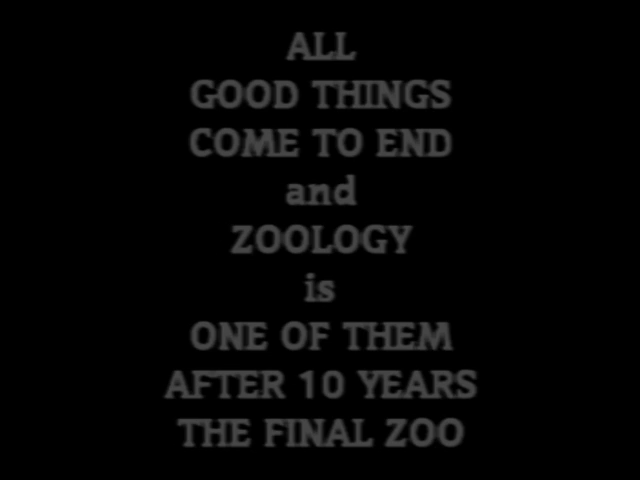 ALL
GOOD THINGS
COME TO END
and
ZOOLOGY
is
ONE OF THEM
AFTER 10 YEARS
THE FINAL ZOO